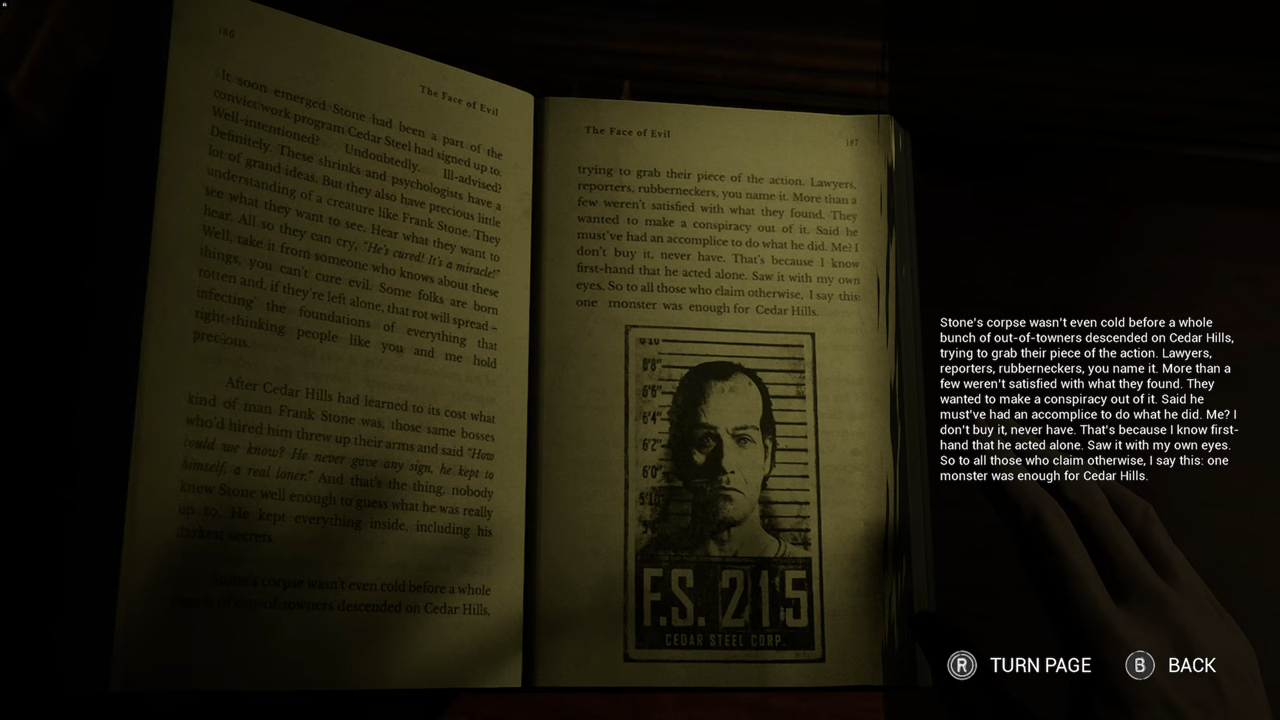 186
The Face of Evil
It soon emerged Stone had been a part of the
convict work program Cedar Steel had signed up to.
Well-intentioned? Undoubtedly. Ill-advised?
Definitely. These shrinks and psychologists have a
lot of grand ideas. But they also have precious little
understanding of a creature like Frank Stone. They
see what they want to see. Hear what they want to
hear. All so they can cry, "He's cured! It's a miracle!"
Well, take it from someone who knows about these
things, you can't cure evil. Some folks are born
rotten and, if they're left alone, that rot will spread –
infecting the foundations of everything that
right-thinking people like you and me hold
precious.
After Cedar Hills had learned to its cost what
kind of man Frank Stone was, those same bosses
who'd hired him threw up their arms and said "How
could we know? He never gave any sign, he kept to
himself, a real loner." And that's the thing, nobody
knew Stone well enough to guess what he was really
up to. He kept everything inside, including his
darkest secrets.
Stone's corpse wasn't even cold before a whole
bunch of out-of-towners descended on Cedar Hills,
The Face of Evil
187
trying to grab their piece of the action. Lawyers,
reporters, rubberneckers, you name it. More than a
few weren't satisfied with what they found. They
wanted to make a conspiracy out of it. Said he
must've had an accomplice to do what he did. Me? I
don't buy it, never have. That's because I know
first-hand that he acted alone. Saw it with my own
eyes. So to all those who claim otherwise, I say this:
one monster was enough for Cedar Hills.
6'8"
6'6"
6'4"
6'2"
6'0"
5'10"
F.S. 215
CEDAR STEEL CORP.
Stone's corpse wasn't even cold before a whole
bunch of out-of-towners descended on Cedar Hills,
trying to grab their piece of the action. Lawyers,
reporters, rubberneckers, you name it. More than a
few weren't satisfied with what they found. They
wanted to make a conspiracy out of it. Said he
must've had an accomplice to do what he did. Me? I
don't buy it, never have. That's because I know first-
hand that he acted alone. Saw it with my own eyes.
So to all those who claim otherwise, I say this: one
monster was enough for Cedar Hills.
R TURN PAGE
B BACK